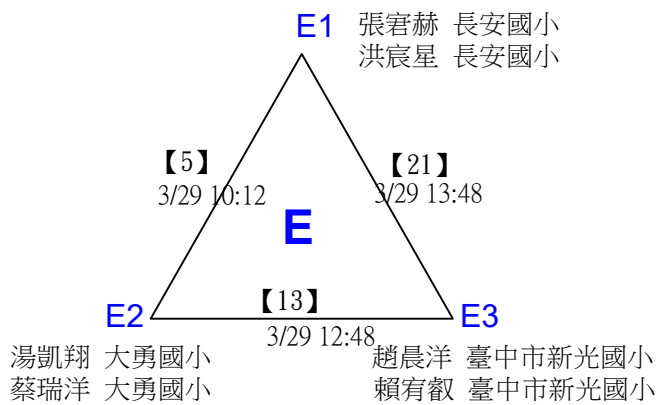 E1 張宭赫 長安國小
洪宸星 長安國小
【5】
3/29 10:12
【21】
3/29 13:48
E
【13】
3/29 12:48
E2
湯凱翔 大勇國小
蔡瑞洋 大勇國小
E3
趙晨洋 臺中市新光國小
賴宥叡 臺中市新光國小